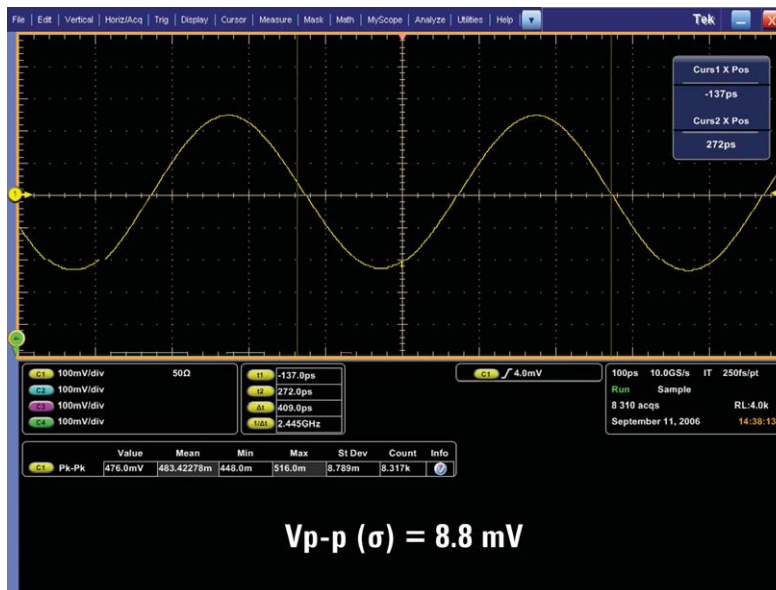 File | Edit | Vertical | Horiz/Acq | Trig | Display | Cursor | Measure | Mask | Math | MyScope | Analyze | Utilities | Help
Tek
X
Curs1 X Pos
-137ps
Curs2 X Pos
272ps
1
C1 100mV/div 50Ω
C2 100mV/div
C3 100mV/div
C4 100mV/div
t1 -137.0ps
t2 272.0ps
Δt 409.0ps
1/Δt 2.445GHz
C1 4.0mV
100ps 10.0GS/s IT 250fs/pt
Run Sample
8 310 acqs RL:4.0k
September 11, 2006 14:38:13
Value Mean Min Max St Dev Count Info
C1 Pk-Pk 476.0mV 483.42278m 448.0m 516.0m 8.789m 8.317k
Vp-p (σ) = 8.8 mV